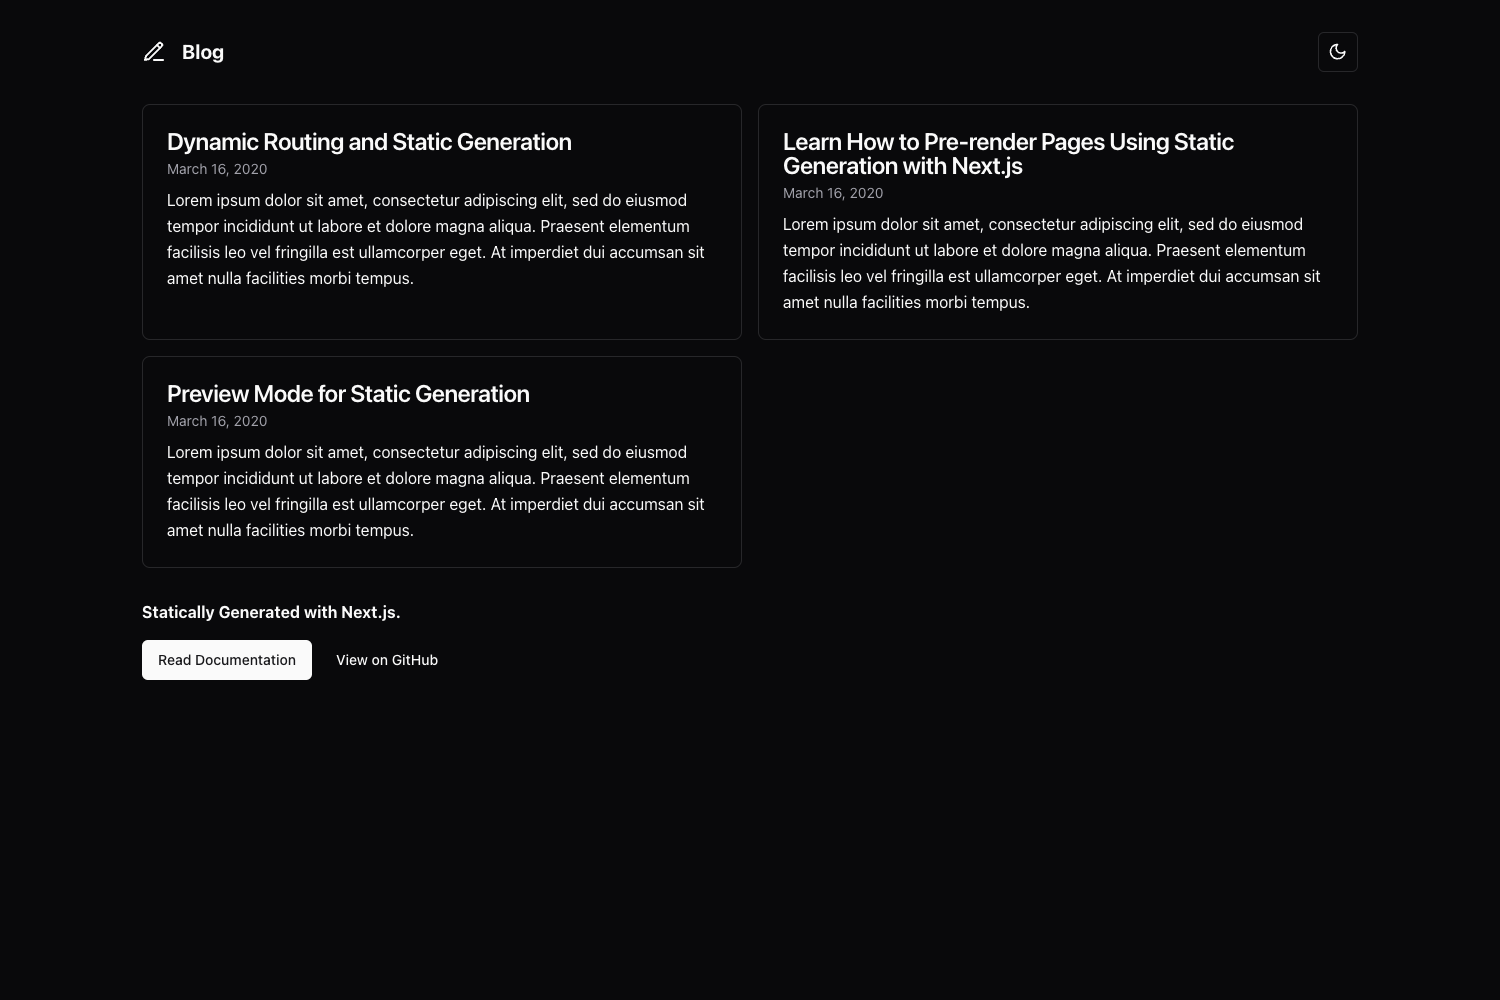 Blog
Dynamic Routing and Static Generation
March 16, 2020
Lorem ipsum dolor sit amet, consectetur adipiscing elit, sed do eiusmod
tempor incididunt ut labore et dolore magna aliqua. Praesent elementum
facilisis leo vel fringilla est ullamcorper eget. At imperdiet dui accumsan sit
amet nulla facilities morbi tempus.
Learn How to Pre-render Pages Using Static
Generation with Next.js
March 16, 2020
Lorem ipsum dolor sit amet, consectetur adipiscing elit, sed do eiusmod
tempor incididunt ut labore et dolore magna aliqua. Praesent elementum
facilisis leo vel fringilla est ullamcorper eget. At imperdiet dui accumsan sit
amet nulla facilities morbi tempus.
Preview Mode for Static Generation
March 16, 2020
Lorem ipsum dolor sit amet, consectetur adipiscing elit, sed do eiusmod
tempor incididunt ut labore et dolore magna aliqua. Praesent elementum
facilisis leo vel fringilla est ullamcorper eget. At imperdiet dui accumsan sit
amet nulla facilities morbi tempus.
Statically Generated with Next.js.
Read Documentation
View on GitHub